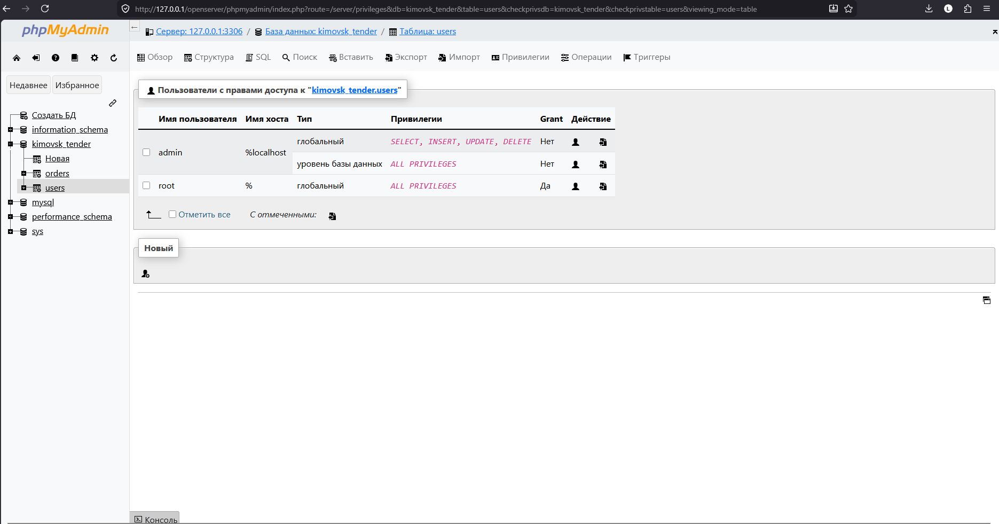 http://127.0.0.1/openserver/phpmyadmin/index.php?route=/server/privileges&db=kimovsk_tender&table=users&checkprivsdb=kimovsk_tender&checkprivstable=users&viewing_mode=table
L
phpMyAdmin
Недавнее Избранное
Создать БД
information_schema
kimovsk_tender
Новая
orders
users
mysql
performance_schema
sys
Сервер: 127.0.0.1:3306 / База данных: kimovsk_tender / Таблица: users
Обзор Структура SQL Поиск Вставить Экспорт Импорт Привилегии Операции Триггеры
Пользователи с правами доступа к "kimovsk_tender.users"
Имя пользователя Имя хоста Тип Привилегии Grant Действие
admin %localhost глобальный SELECT, INSERT, UPDATE, DELETE Нет
уровень базы данных ALL PRIVILEGES Нет
root % глобальный ALL PRIVILEGES Да
Отметить все С отмеченными:
Новый
Консоль